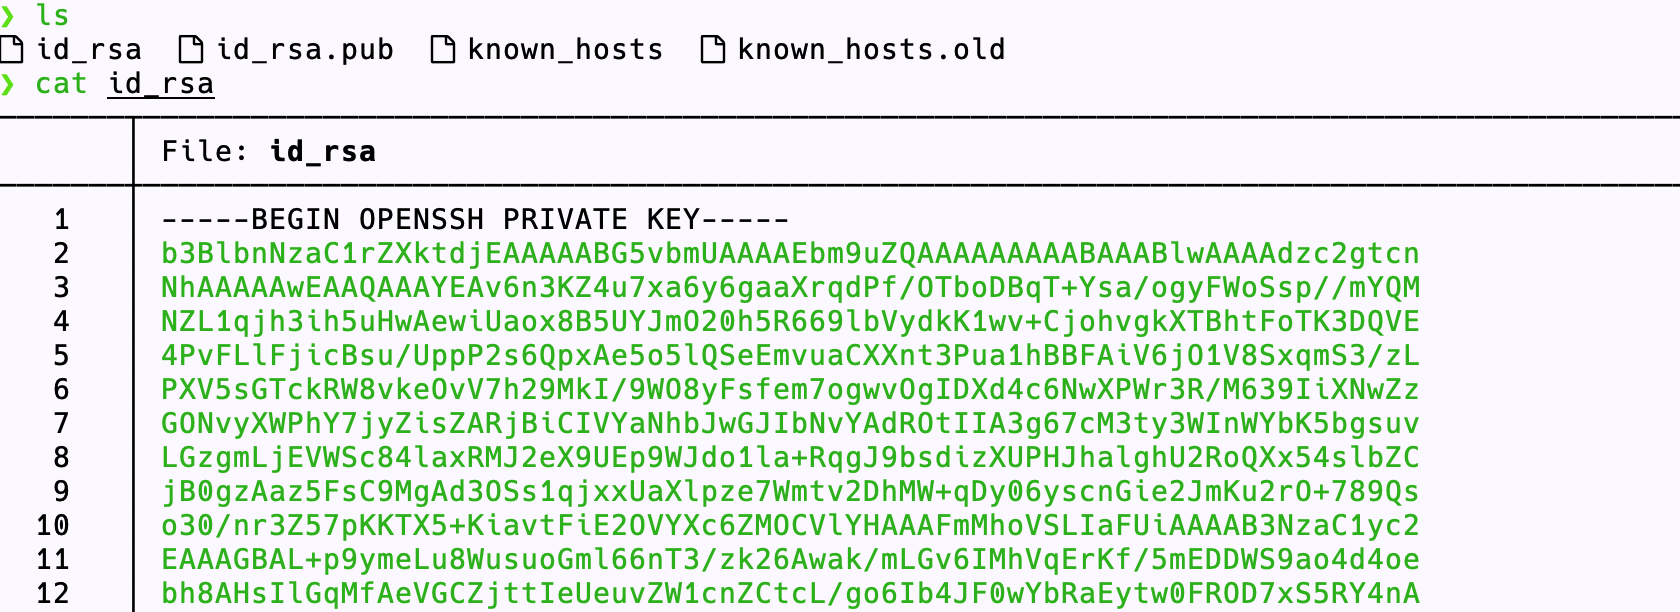 ❯ ls
id_rsa id_rsa.pub known_hosts known_hosts.old
❯ cat id_rsa
File: id_rsa
1 -----BEGIN OPENSSH PRIVATE KEY-----
2 b3BlbnNzaC1rZXktdjEAAAAABG5vbmUAAAAEbm9uZQAAAAAAAAABAAABlwAAAAdzc2gtcn
3 NhAAAAAwEAAQAAAYEAv6n3KZ4u7xa6y6gaaXrqdPf/OTboDBqT+Ysa/ogyFWoSsp//mYQM
4 NZL1qjh3ih5uHwAewiUaox8B5UYJmO20h5R669lbVydkK1wv+CjohvgkXTBhtFoTK3DQVE
5 4PvFLlFjicBsu/UppP2s6QpxAe5o5lQSeEmvuaCXXnt3Pua1hBBFAiV6jO1V8SxqmS3/zL
6 PXV5sGTckRW8vkeOvV7h29MkI/9WO8yFsfem7ogwvOgIDXd4c6NwXPWr3R/M639IiXNwZz
7 GONvyXWPhY7jyZisZARjBiCIVYaNhbJwGJIbNvYAdROtIIA3g67cM3ty3WInWYbK5bgsuv
8 LGzgmLjEVWSc84laxRMJ2eX9UEp9WJdo1la+RqgJ9bsdizXUPHJhalghU2RoQXx54slbZC
9 jB0gzAaz5FsC9MgAd3OSs1qjxxUaXlpze7Wmtv2DhMW+qDy06yscnGie2JmKu2rO+789Qs
10 o30/nr3Z57pKKTX5+KiavtFiE2OVYXc6ZMOCVlYHAAAFmMhoVSLIaFUiAAAAB3NzaC1yc2
11 EAAAGBAL+p9ymeLu8WusuoGml66nT3/zk26Awak/mLGv6IMhVqErKf/5mEDDWS9ao4d4oe
12 bh8AHsIlGqMfAeVGCZjttIeUeuvZW1cnZCtcL/go6Ib4JF0wYbRaEytw0FROD7xS5RY4nA